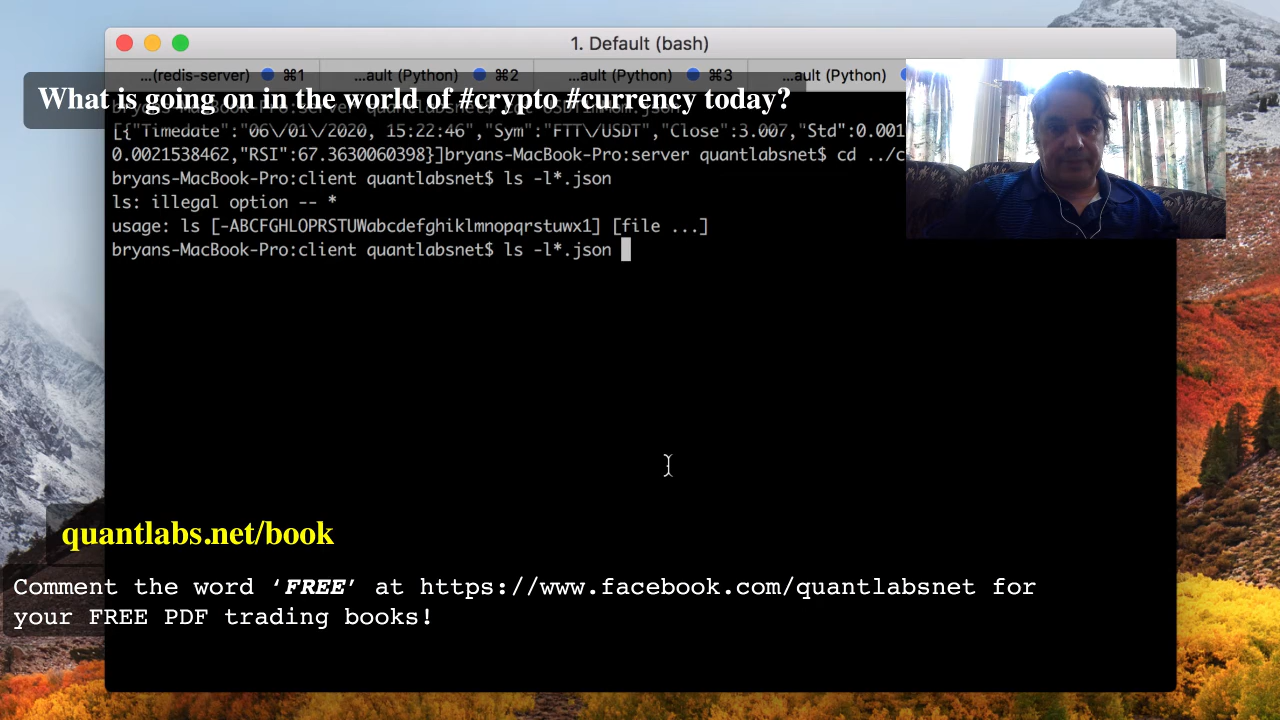 1. Default (bash)
...(redis-server) ⌘1 ...ault (Python) ⌘2 ...ault (Python) ⌘3 ...ault (Python)
What is going on in the world of #crypto #currency today?
[{"Timedate":"06\/01\/2020, 15:22:46","Sym":"FTT\/USDT","Close":3.007,"Std":0.001
0.0021538462,"RSI":67.3630060398}]bryans-MacBook-Pro:server quantlabsnet$ cd ../c
bryans-MacBook-Pro:client quantlabsnet$ ls -l*.json
ls: illegal option -- *
usage: ls [-ABCFGHLOPRSTUWabcdefghiklmnopqrstuwx1] [file ...]
bryans-MacBook-Pro:client quantlabsnet$ ls -l*.json
quantlabs.net/book
Comment the word ‘FREE’ at https://www.facebook.com/quantlabsnet for
your FREE PDF trading books!